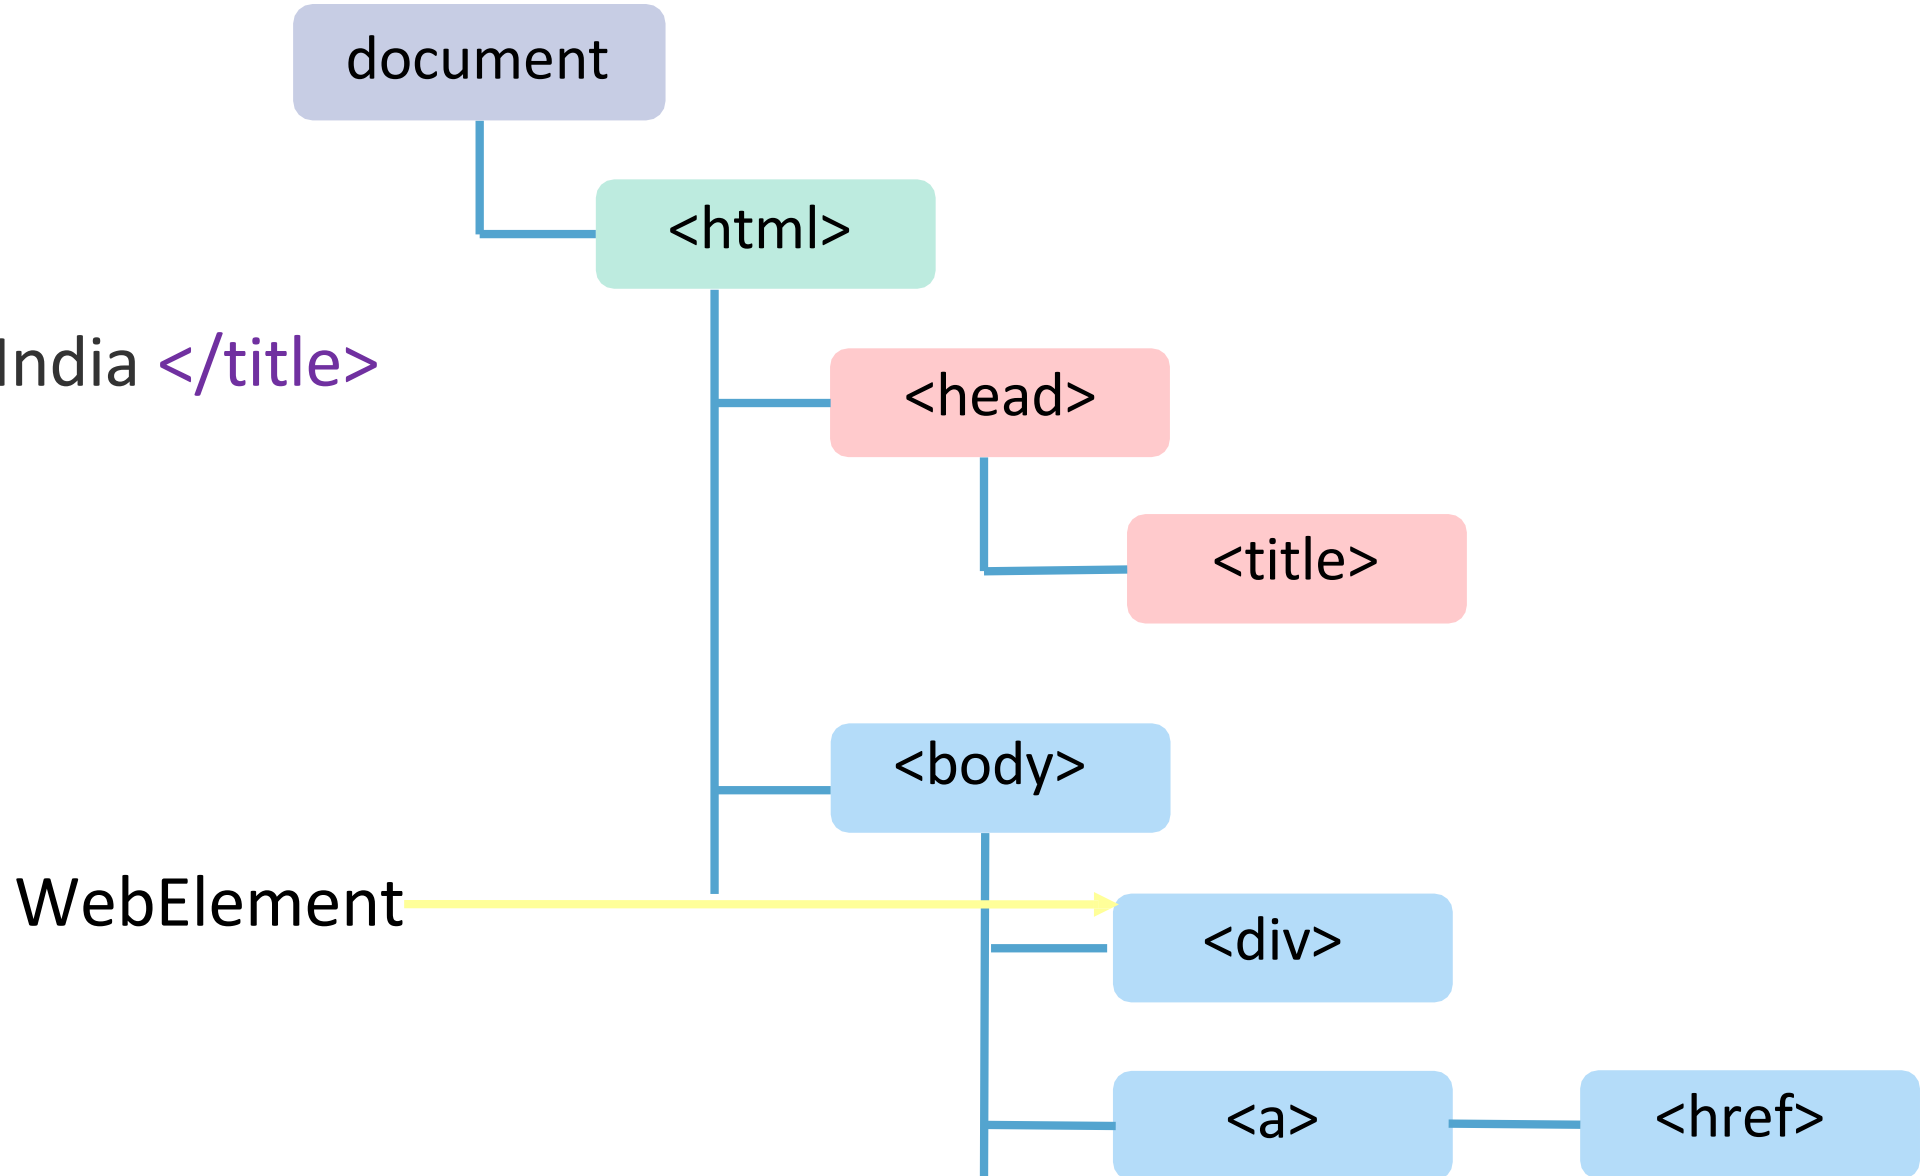 document
<html>
India </title>
<head>
<title>
<body>
WebElement
<div>
<a>
<href>